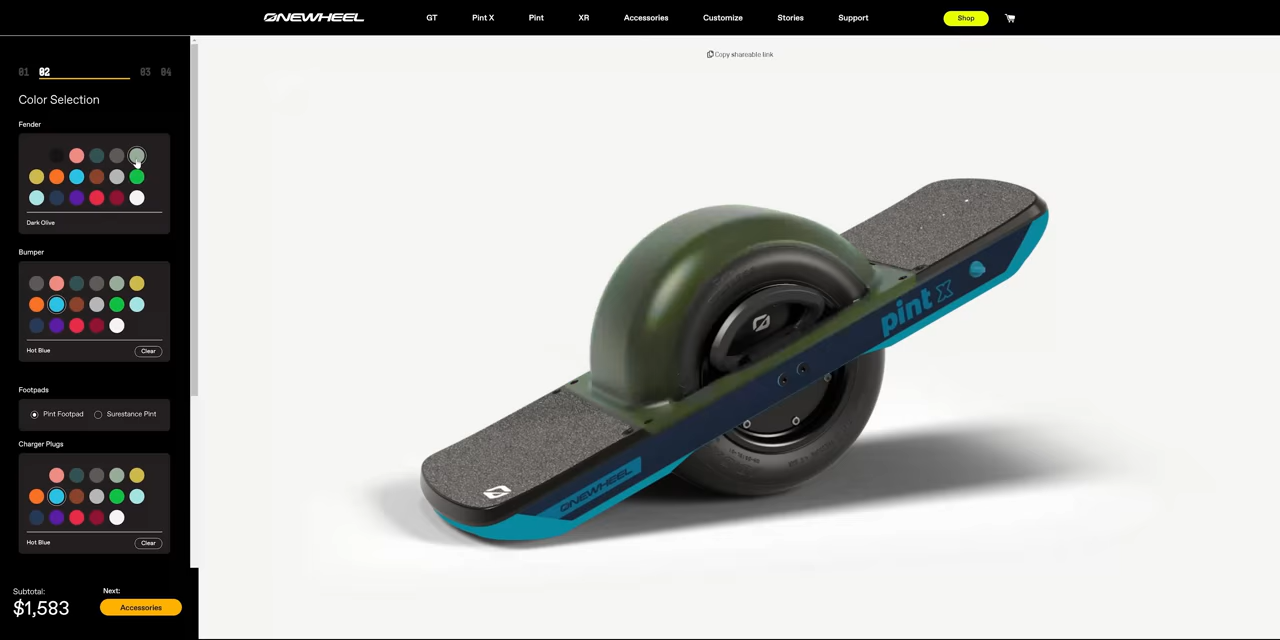 ONEWHEEL GT Pint X Pint XR Accessories Customize Stories Support Shop
Copy shareable link
01 02 03 04
Color Selection
Fender
Dark Olive
Bumper
Hot Blue Clear
Footpads
Pint Footpad Surestance Pint
Charger Plugs
Hot Blue Clear
Subtotal: Next:
$1,583 Accessories
pint x
ONEWHEEL